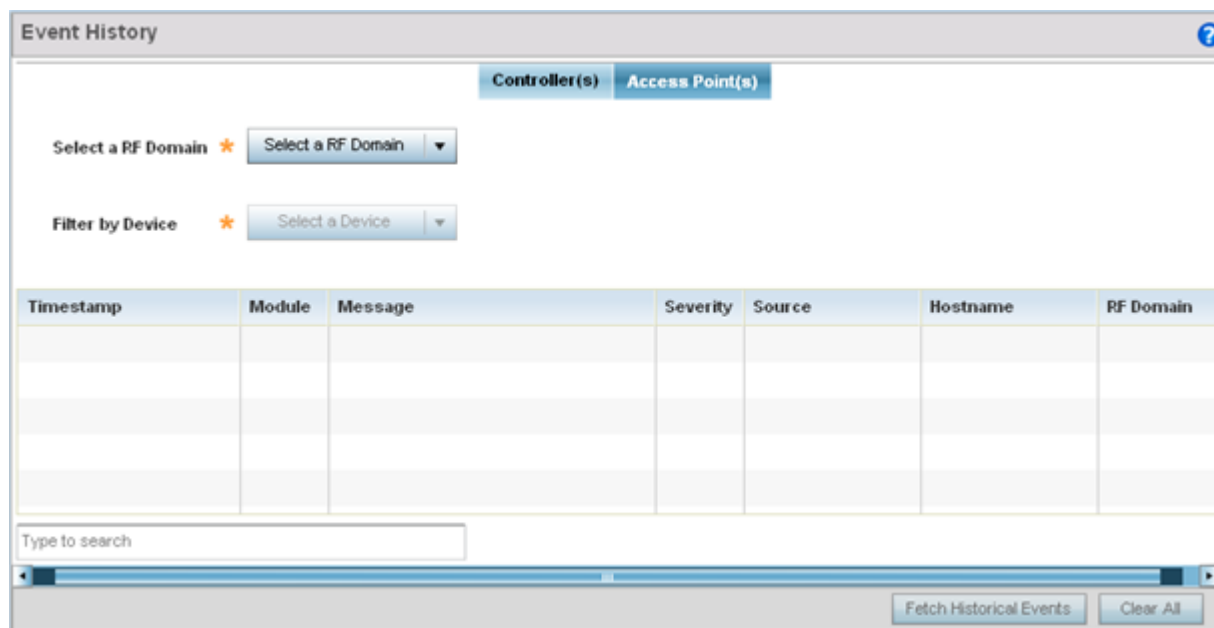 Event History
?
Controller(s) Access Point(s)
Select a RF Domain * Select a RF Domain
Filter by Device * Select a Device
Timestamp Module Message Severity Source Hostname RF Domain
Type to search
Fetch Historical Events Clear All